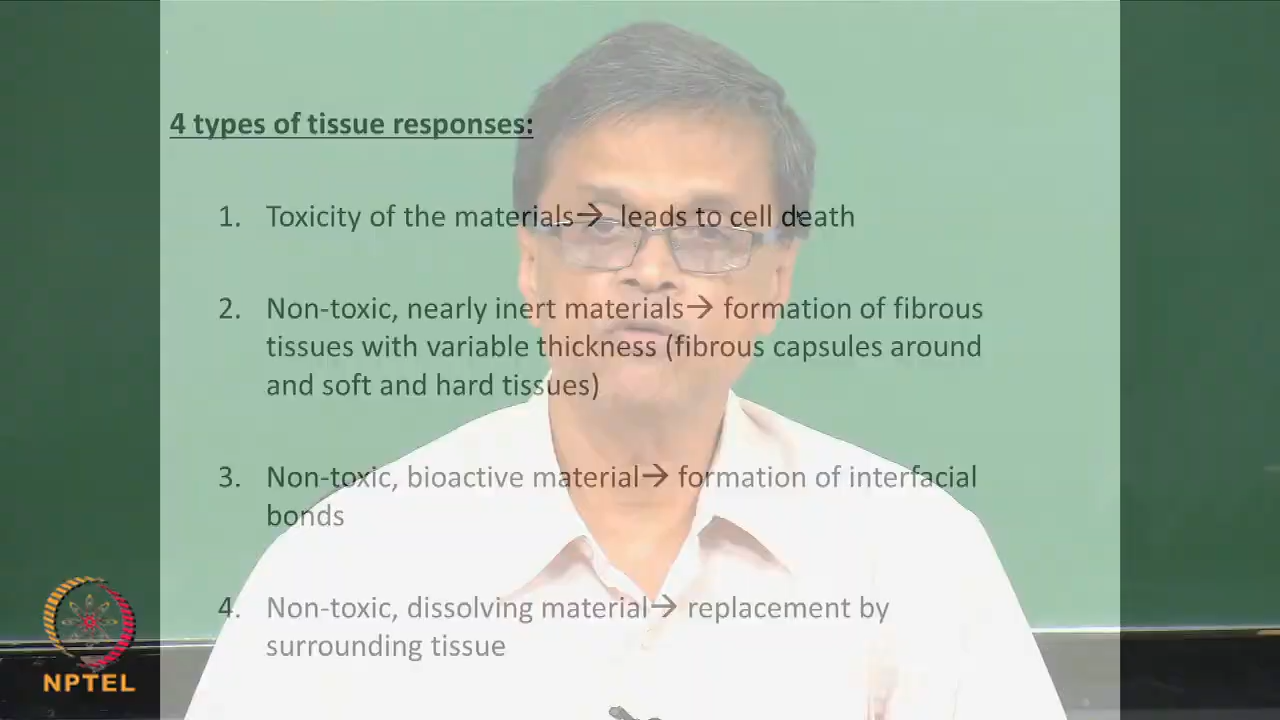 4 types of tissue responses:
1. Toxicity of the materials→ leads to cell death
2. Non-toxic, nearly inert materials→ formation of fibrous
tissues with variable thickness (fibrous capsules around
and soft and hard tissues)
3. Non-toxic, bioactive material→ formation of interfacial
bonds
4. Non-toxic, dissolving material→ replacement by
surrounding tissue
NPTEL